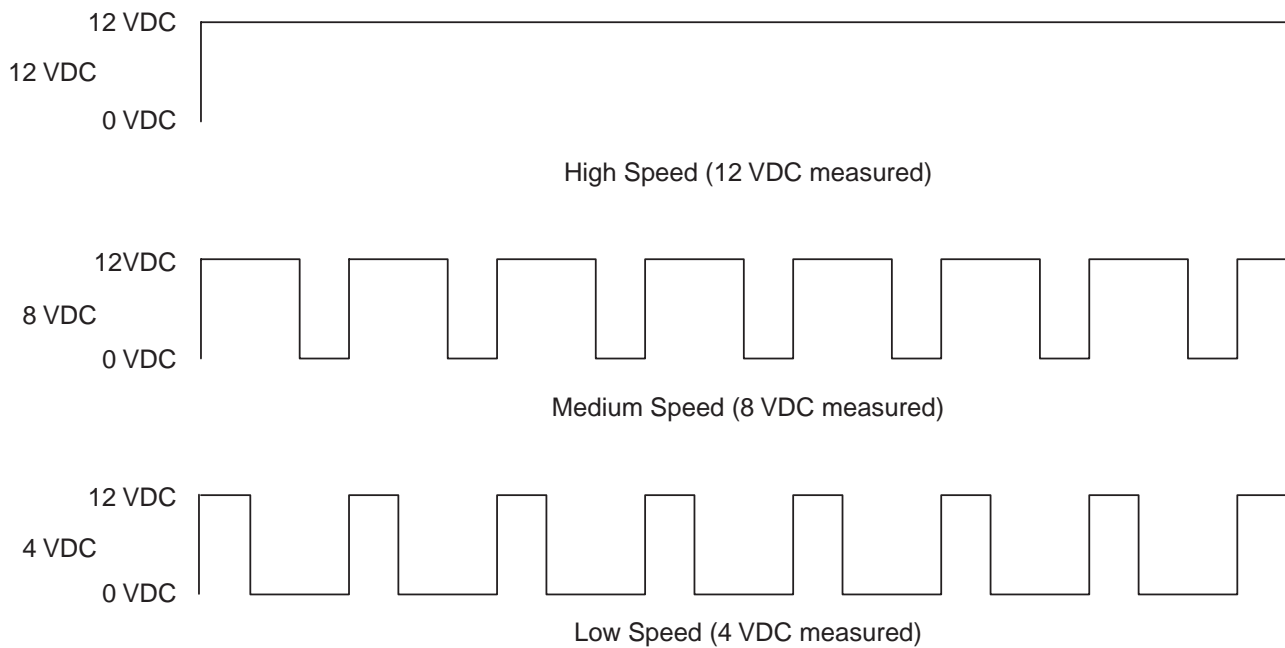 12 VDC
12 VDC
0 VDC
High Speed (12 VDC measured)
12VDC
8 VDC
0 VDC
Medium Speed (8 VDC measured)
12 VDC
4 VDC
0 VDC
Low Speed (4 VDC measured)